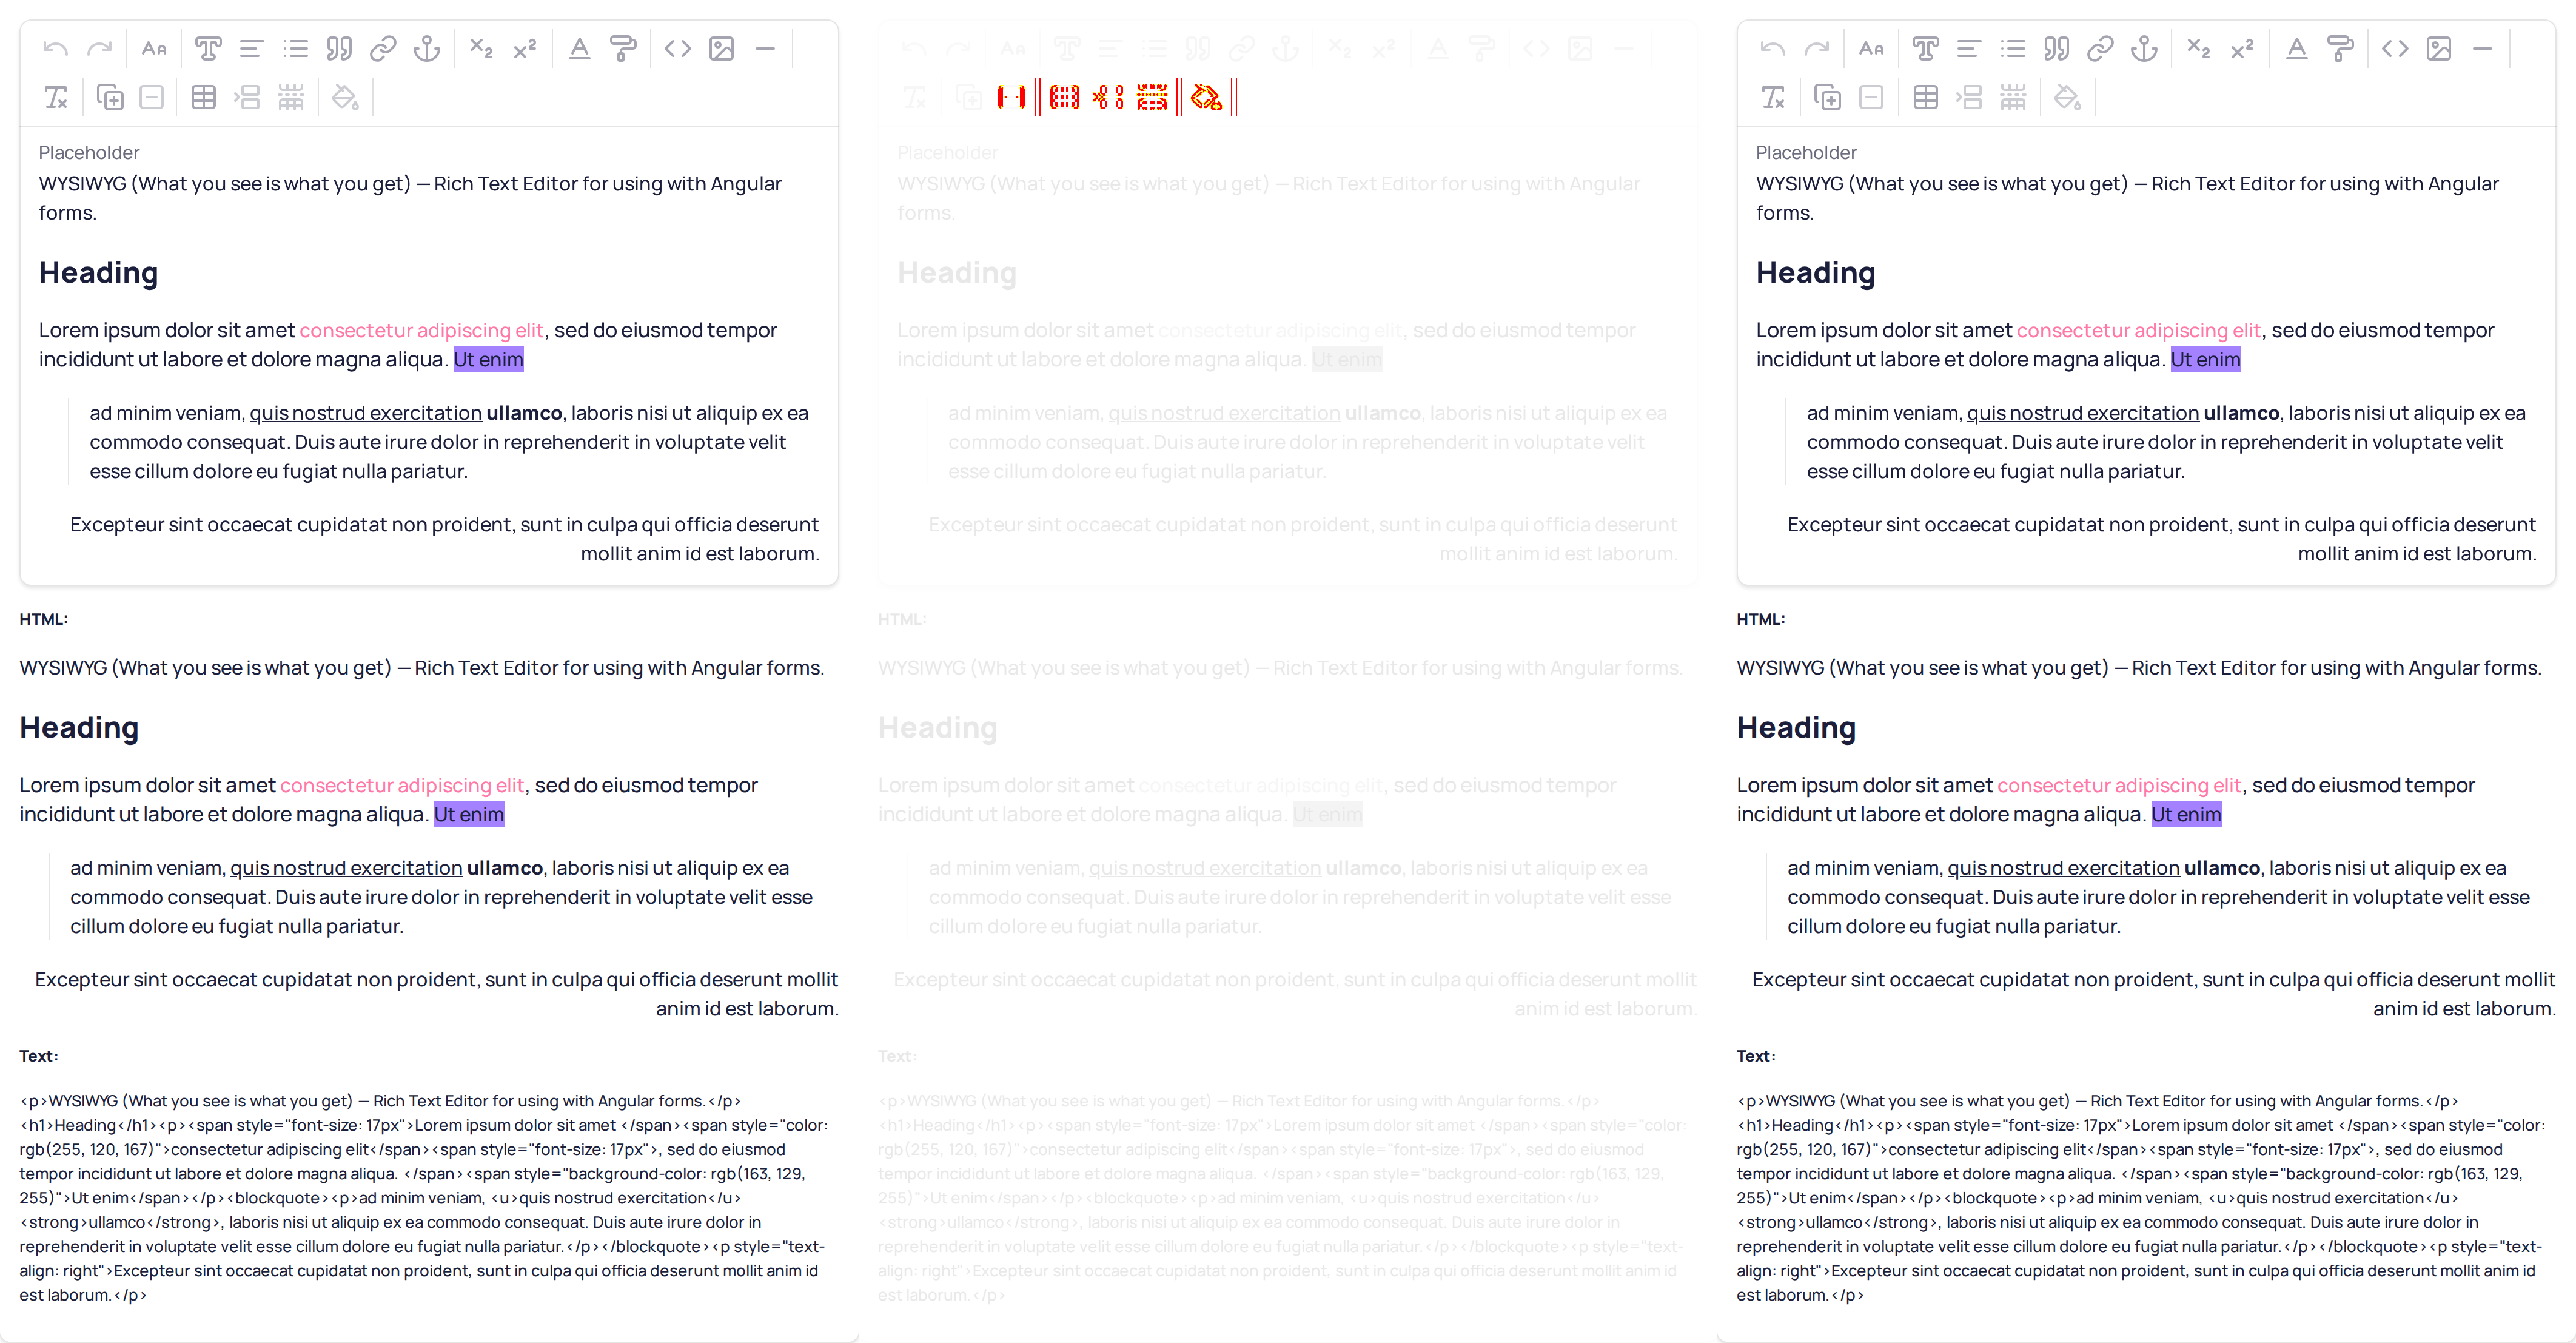 Placeholder
WYSIWYG (What you see is what you get) — Rich Text Editor for using with Angular
forms.
Heading
Lorem ipsum dolor sit amet consectetur adipiscing elit, sed do eiusmod tempor
incididunt ut labore et dolore magna aliqua. Ut enim
ad minim veniam, quis nostrud exercitation ullamco, laboris nisi ut aliquip ex ea
commodo consequat. Duis aute irure dolor in reprehenderit in voluptate velit
esse cillum dolore eu fugiat nulla pariatur.
Excepteur sint occaecat cupidatat non proident, sunt in culpa qui officia deserunt
mollit anim id est laborum.
HTML:
WYSIWYG (What you see is what you get) — Rich Text Editor for using with Angular forms.
Heading
Lorem ipsum dolor sit amet consectetur adipiscing elit, sed do eiusmod tempor
incididunt ut labore et dolore magna aliqua. Ut enim
ad minim veniam, quis nostrud exercitation ullamco, laboris nisi ut aliquip ex ea
commodo consequat. Duis aute irure dolor in reprehenderit in voluptate velit esse
cillum dolore eu fugiat nulla pariatur.
Excepteur sint occaecat cupidatat non proident, sunt in culpa qui officia deserunt mollit
anim id est laborum.
Text:
<p>WYSIWYG (What you see is what you get) — Rich Text Editor for using with Angular forms.</p>
<h1>Heading</h1><p><span style="font-size: 17px">Lorem ipsum dolor sit amet </span><span style="color:
rgb(255, 120, 167)">consectetur adipiscing elit</span><span style="font-size: 17px">, sed do eiusmod
tempor incididunt ut labore et dolore magna aliqua. </span><span style="background-color: rgb(163, 129,
255)">Ut enim</span></p><blockquote><p>ad minim veniam, <u>quis nostrud exercitation</u>
<strong>ullamco</strong>, laboris nisi ut aliquip ex ea commodo consequat. Duis aute irure dolor in
reprehenderit in voluptate velit esse cillum dolore eu fugiat nulla pariatur.</p></blockquote><p style="text-
align: right">Excepteur sint occaecat cupidatat non proident, sunt in culpa qui officia deserunt mollit anim id
est laborum.</p>
Placeholder
WYSIWYG (What you see is what you get) — Rich Text Editor for using with Angular
forms.
Heading
Lorem ipsum dolor sit amet consectetur adipiscing elit, sed do eiusmod tempor
incididunt ut labore et dolore magna aliqua. Ut enim
ad minim veniam, quis nostrud exercitation ullamco, laboris nisi ut aliquip ex ea
commodo consequat. Duis aute irure dolor in reprehenderit in voluptate velit
esse cillum dolore eu fugiat nulla pariatur.
Excepteur sint occaecat cupidatat non proident, sunt in culpa qui officia deserunt
mollit anim id est laborum.
HTML:
WYSIWYG (What you see is what you get) — Rich Text Editor for using with Angular forms.
Heading
Lorem ipsum dolor sit amet consectetur adipiscing elit, sed do eiusmod tempor
incididunt ut labore et dolore magna aliqua. Ut enim
ad minim veniam, quis nostrud exercitation ullamco, laboris nisi ut aliquip ex ea
commodo consequat. Duis aute irure dolor in reprehenderit in voluptate velit esse
cillum dolore eu fugiat nulla pariatur.
Excepteur sint occaecat cupidatat non proident, sunt in culpa qui officia deserunt mollit
anim id est laborum.
Text:
<p>WYSIWYG (What you see is what you get) — Rich Text Editor for using with Angular forms.</p>
<h1>Heading</h1><p><span style="font-size: 17px">Lorem ipsum dolor sit amet </span><span style="color:
rgb(255, 120, 167)">consectetur adipiscing elit</span><span style="font-size: 17px">, sed do eiusmod
tempor incididunt ut labore et dolore magna aliqua. </span><span style="background-color: rgb(163, 129,
255)">Ut enim</span></p><blockquote><p>ad minim veniam, <u>quis nostrud exercitation</u>
<strong>ullamco</strong>, laboris nisi ut aliquip ex ea commodo consequat. Duis aute irure dolor in
reprehenderit in voluptate velit esse cillum dolore eu fugiat nulla pariatur.</p></blockquote><p style="text-
align: right">Excepteur sint occaecat cupidatat non proident, sunt in culpa qui officia deserunt mollit anim id
est laborum.</p>
Placeholder
WYSIWYG (What you see is what you get) — Rich Text Editor for using with Angular
forms.
Heading
Lorem ipsum dolor sit amet consectetur adipiscing elit, sed do eiusmod tempor
incididunt ut labore et dolore magna aliqua. Ut enim
ad minim veniam, quis nostrud exercitation ullamco, laboris nisi ut aliquip ex ea
commodo consequat. Duis aute irure dolor in reprehenderit in voluptate velit
esse cillum dolore eu fugiat nulla pariatur.
Excepteur sint occaecat cupidatat non proident, sunt in culpa qui officia deserunt
mollit anim id est laborum.
HTML:
WYSIWYG (What you see is what you get) — Rich Text Editor for using with Angular forms.
Heading
Lorem ipsum dolor sit amet consectetur adipiscing elit, sed do eiusmod tempor
incididunt ut labore et dolore magna aliqua. Ut enim
ad minim veniam, quis nostrud exercitation ullamco, laboris nisi ut aliquip ex ea
commodo consequat. Duis aute irure dolor in reprehenderit in voluptate velit esse
cillum dolore eu fugiat nulla pariatur.
Excepteur sint occaecat cupidatat non proident, sunt in culpa qui officia deserunt mollit
anim id est laborum.
Text:
<p>WYSIWYG (What you see is what you get) — Rich Text Editor for using with Angular forms.</p>
<h1>Heading</h1><p><span style="font-size: 17px">Lorem ipsum dolor sit amet </span><span style="color:
rgb(255, 120, 167)">consectetur adipiscing elit</span><span style="font-size: 17px">, sed do eiusmod
tempor incididunt ut labore et dolore magna aliqua. </span><span style="background-color: rgb(163, 129,
255)">Ut enim</span></p><blockquote><p>ad minim veniam, <u>quis nostrud exercitation</u>
<strong>ullamco</strong>, laboris nisi ut aliquip ex ea commodo consequat. Duis aute irure dolor in
reprehenderit in voluptate velit esse cillum dolore eu fugiat nulla pariatur.</p></blockquote><p style="text-
align: right">Excepteur sint occaecat cupidatat non proident, sunt in culpa qui officia deserunt mollit anim id
est laborum.</p>